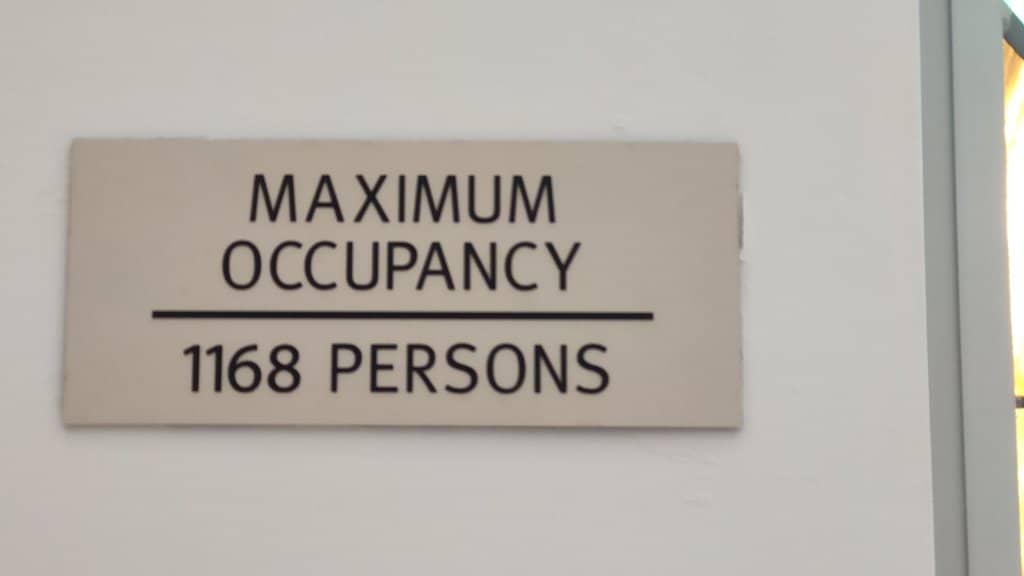 MAXIMUM
OCCUPANCY
1168 PERSONS